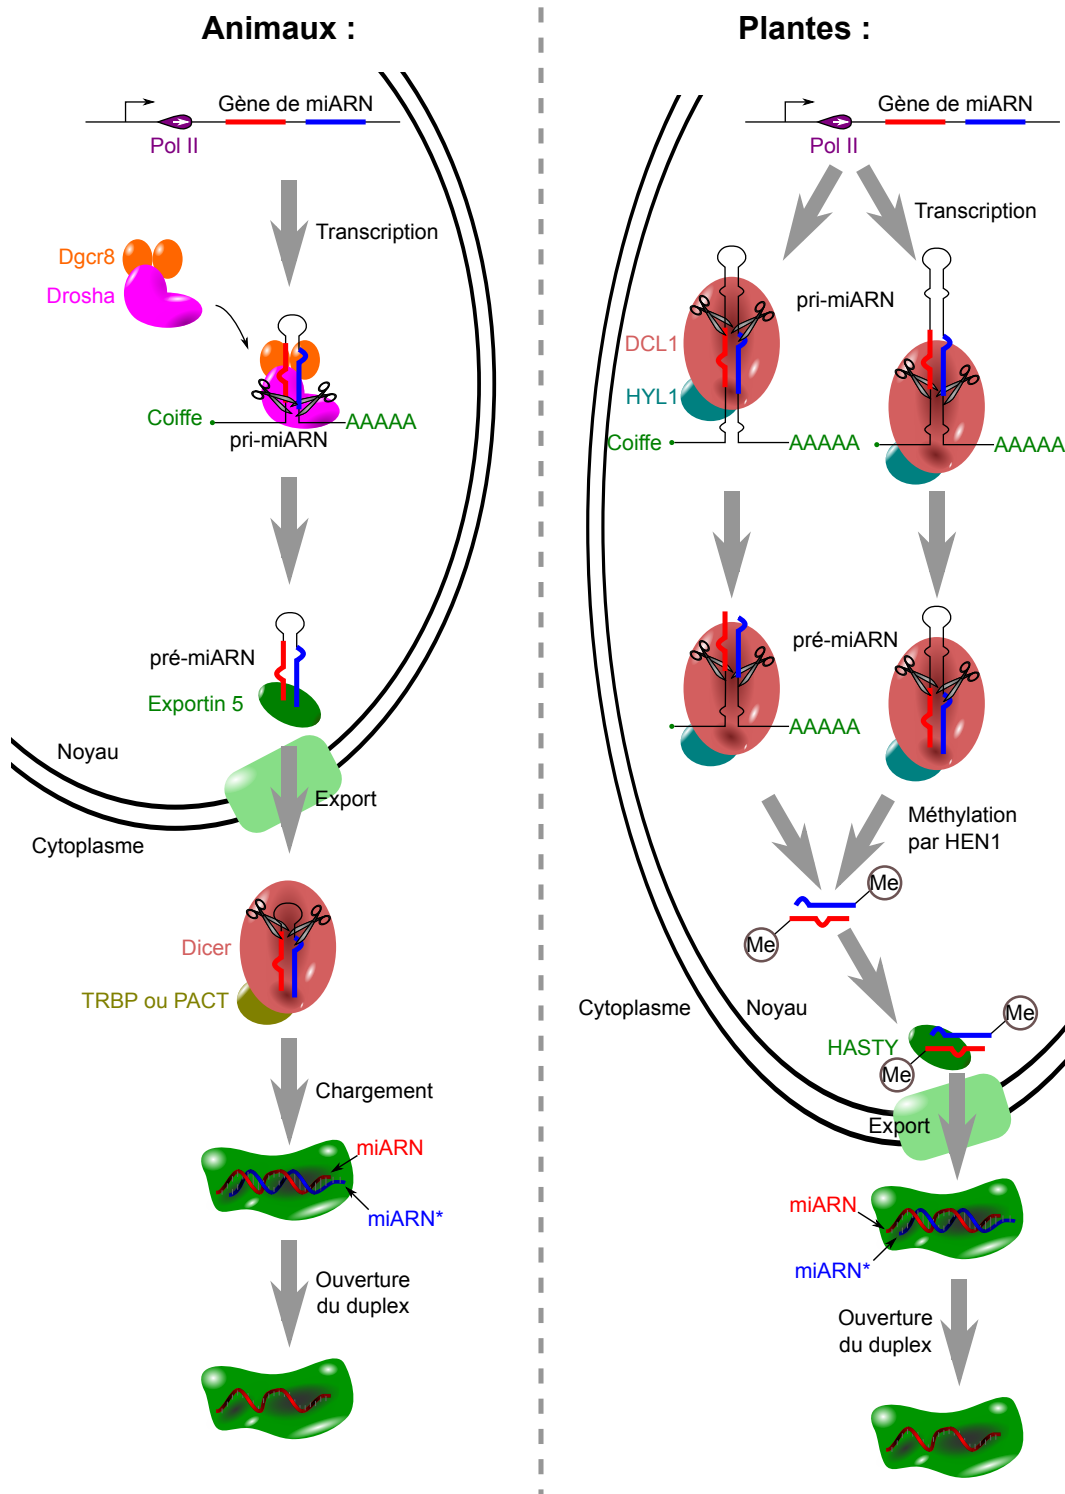 Animaux :
Gène de miARN
Pol II
Transcription
Dgcr8
Drosha
Coiffe
AAAAA
pri-miARN
pré-miARN
Exportin 5
Noyau
Export
Cytoplasme
Dicer
TRBP ou PACT
Chargement
miARN
miARN*
Ouverture
du duplex
Plantes :
Gène de miARN
Pol II
Transcription
pri-miARN
DCL1
HYL1
Coiffe
AAAAA
AAAAA
pré-miARN
AAAAA
Méthylation
par HEN1
Me
Me
Cytoplasme
Noyau
Me
HASTY
Me
Export
miARN
miARN*
Ouverture
du duplex